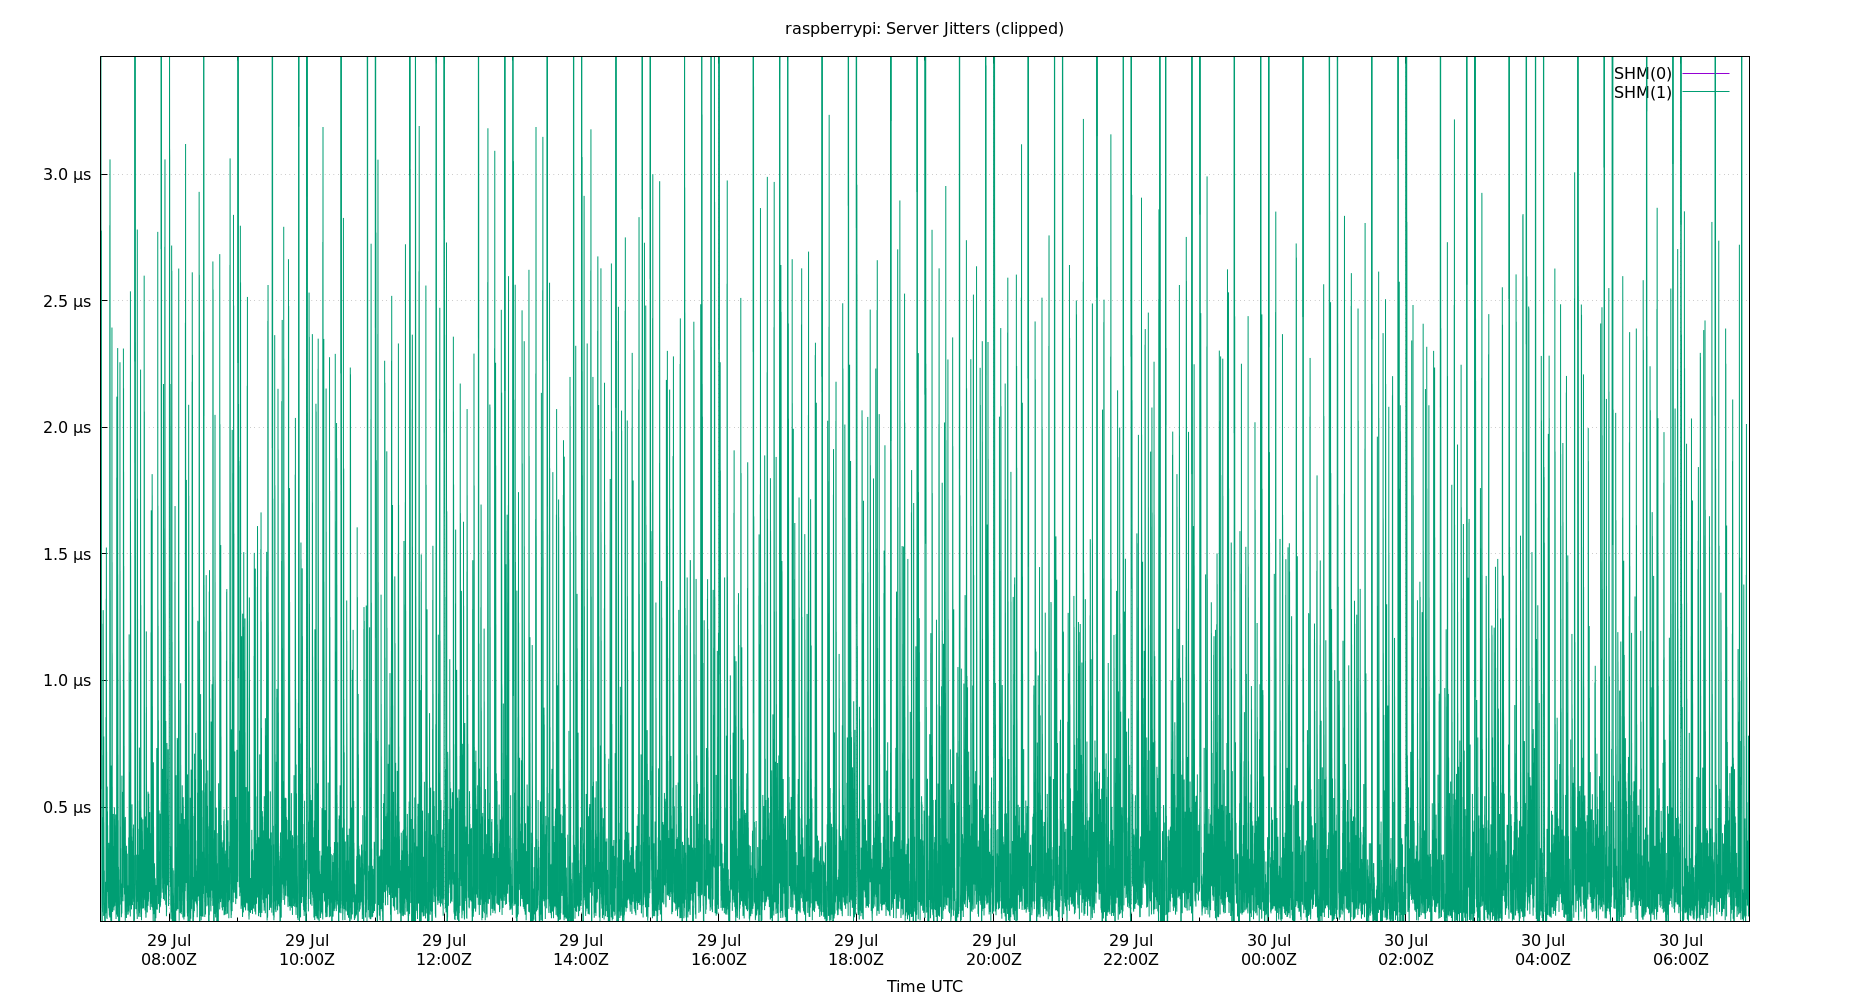 raspberrypi: Server Jitters (clipped)
SHM(0)
SHM(1)
3.0 µs
2.5 µs
2.0 µs
1.5 µs
1.0 µs
0.5 µs
29 Jul 29 Jul 29 Jul 29 Jul 29 Jul 29 Jul 29 Jul 29 Jul 30 Jul 30 Jul 30 Jul 30 Jul
08:00Z 10:00Z 12:00Z 14:00Z 16:00Z 18:00Z 20:00Z 22:00Z 00:00Z 02:00Z 04:00Z 06:00Z
Time UTC